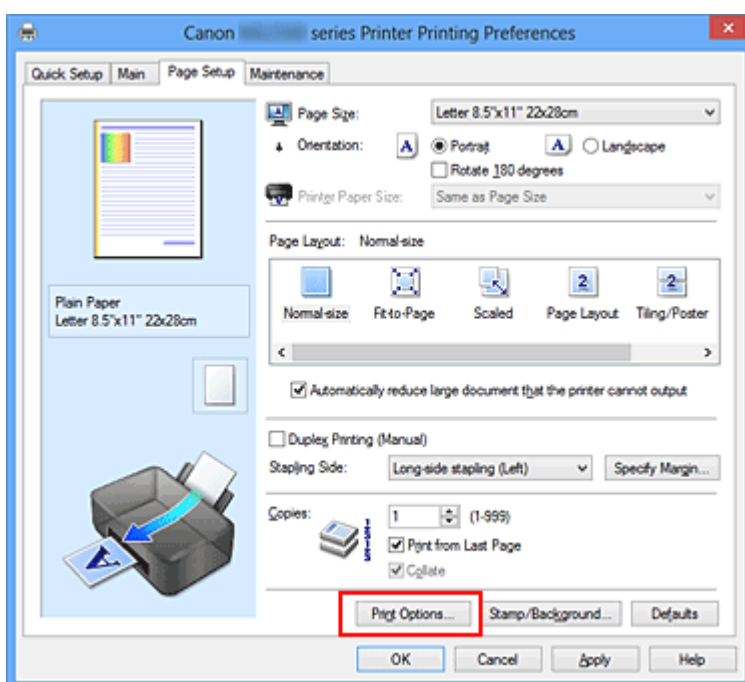 Canon series Printer Printing Preferences
Quick Setup Main Page Setup Maintenance
Page Size: Letter 8.5"x11" 22x28cm
Orientation: A Portrait A Landscape
Rotate 180 degrees
Printer Paper Size: Same as Page Size
Page Layout: Normal-size
2 2
Normal-size Fit-to-Page Scaled Page Layout Tiling/Poster
Plain Paper
Letter 8.5"x11" 22x28cm
Automatically reduce large document that the printer cannot output
Duplex Printing (Manual)
Stapling Side: Long-side stapling (Left) Specify Margin...
Copies: 1 (1-999)
Print from Last Page
Collate
A
Print Options... Stamp/Background... Defaults
OK Cancel Apply Help